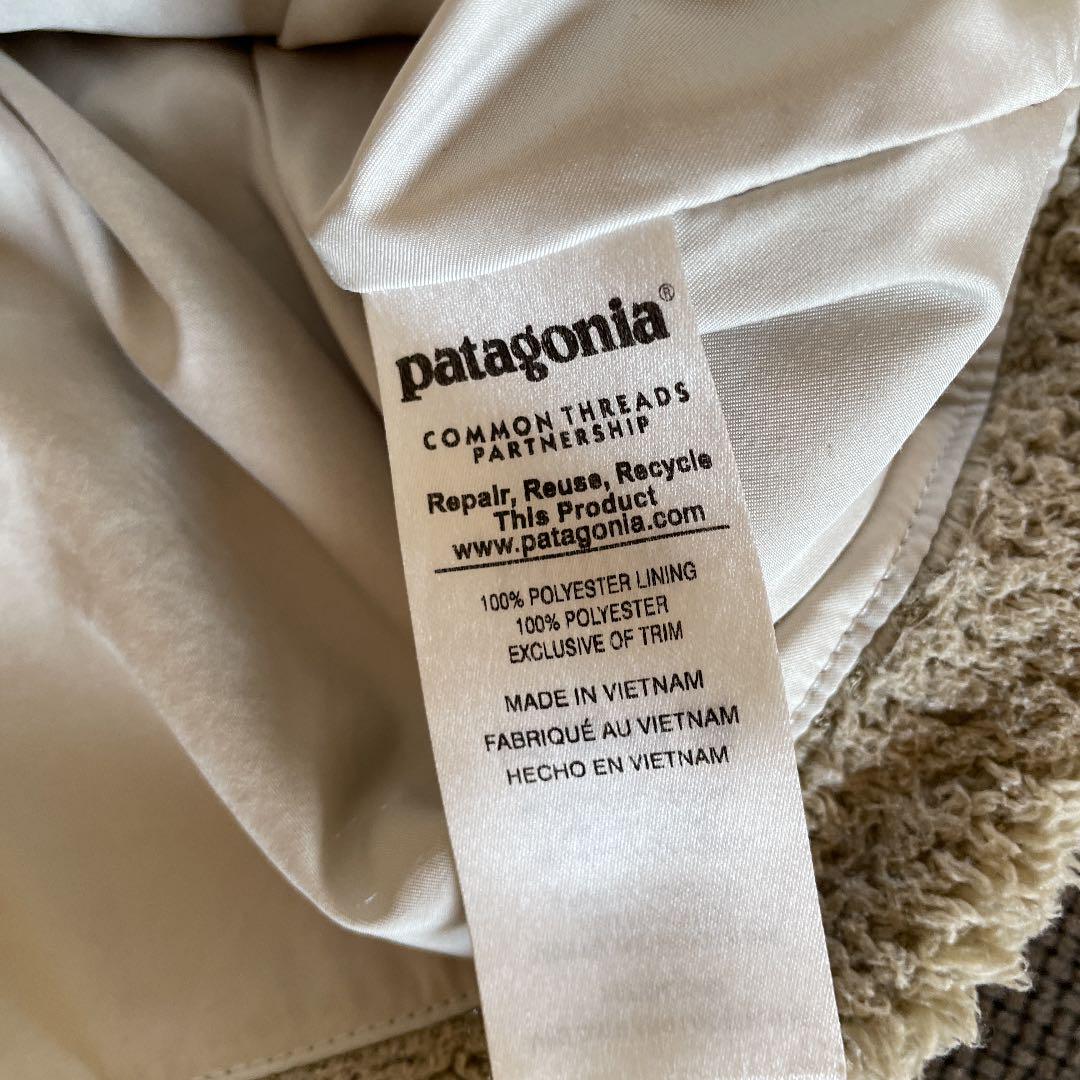 patagonia®
COMMON THREADS
PARTNERSHIP
Repair, Reuse, Recycle
This Product
www.patagonia.com
100% POLYESTER LINING
100% POLYESTER
EXCLUSIVE OF TRIM
MADE IN VIETNAM
FABRIQUÉ AU VIETNAM
HECHO EN VIETNAM